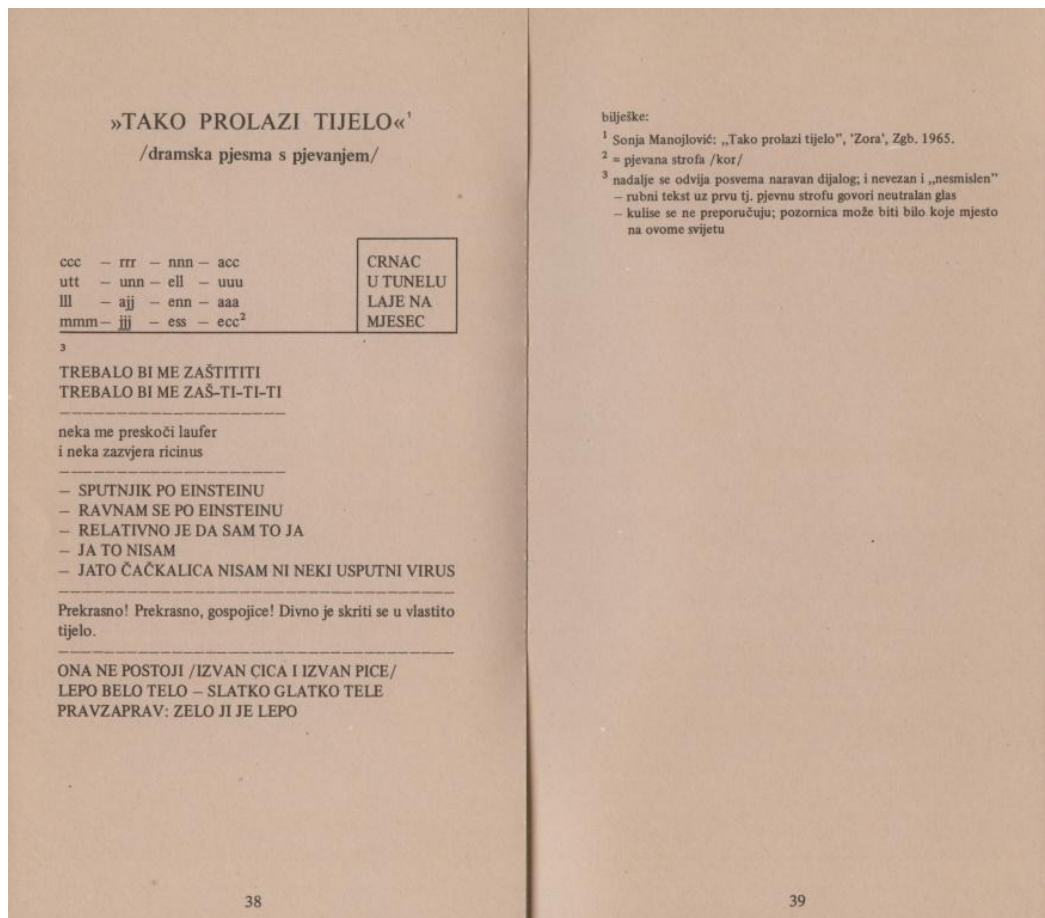 »TAKO PROLAZI TIJELO«¹
/dramska pjesma s pjevanjem/
ccc – rrr – nnn – acc
utt – unn – ell – uuu
lll – ajj – enn – aaa
mmm – jjj – ess – ecc²
CRNAC
U TUNELU
LAJE NA
MJESEC
³
TREBALO BI ME ZAŠTITITI
TREBALO BI ME ZAŠ-TI-TI-TI
neka me preskoči laufer
i neka zazvjera ricinus
– SPUTNJIK PO EINSTEINU
– RAVNAM SE PO EINSTEINU
– RELATIVNO JE DA SAM TO JA
– JA TO NISAM
– JATO ČAČKALICA NISAM NI NEKI USPUTNI VIRUS
Prekrasno! Prekrasno, gospojice! Divno je skriti se u vlastito
tijelo.
ONA NE POSTOJI /IZVAN CICA I IZVAN PICE/
LEPO BELO TELO – SLATKO GLATKO TELE
PRAVZAPRAV: ZELO JI JE LEPO
38
bilješke:
¹ Sonja Manojlović: „Tako prolazi tijelo”, 'Zora', Zgb. 1965.
² = pjevana strofa /kor/
³ nadalje se odvija posvema naravan dijalog; i nevezan i „nesmislen”
– rubni tekst uz prvu tj. pjevnu strofu govori neutralan glas
– kulise se ne preporučuju; pozornica može biti bilo koje mjesto
na ovome svijetu
39